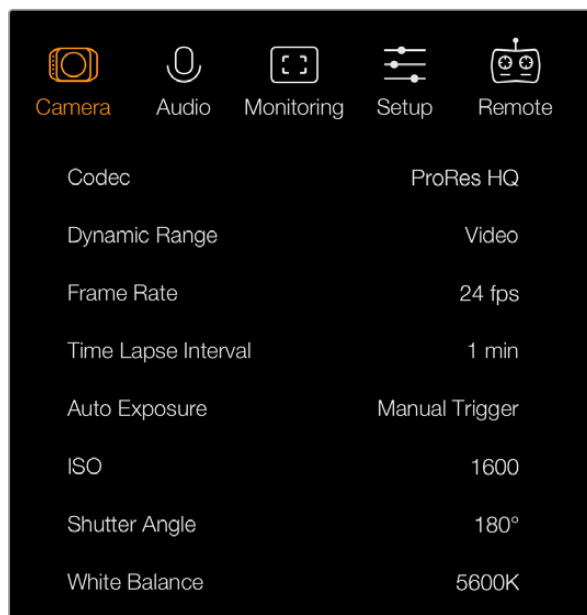 Camera Audio Monitoring Setup Remote
Codec ProRes HQ
Dynamic Range Video
Frame Rate 24 fps
Time Lapse Interval 1 min
Auto Exposure Manual Trigger
ISO 1600
Shutter Angle 180°
White Balance 5600K